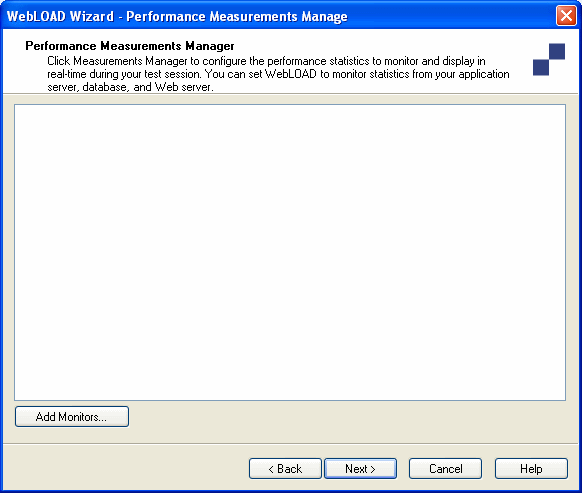 WebLOAD Wizard - Performance Measurements Manage
Performance Measurements Manager
Click Measurements Manager to configure the performance statistics to monitor and display in
real-time during your test session. You can set WebLOAD to monitor statistics from your application
server, database, and Web server.
Add Monitors...
< Back
Next >
Cancel
Help